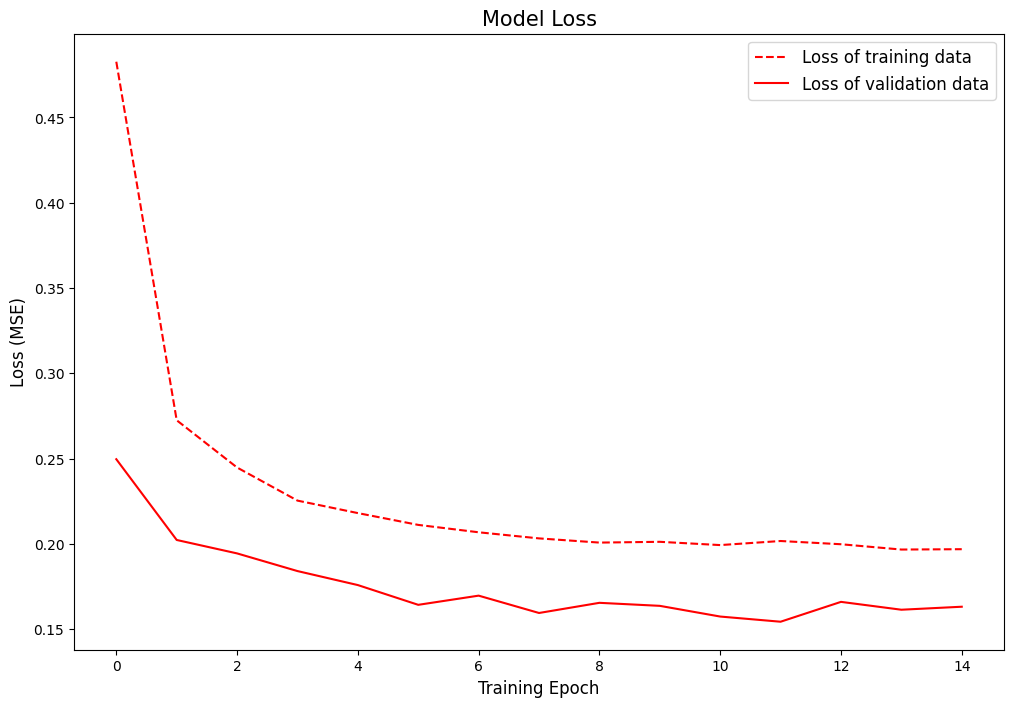 Model Loss
Loss of training data
Loss of validation data
Loss (MSE)
0.45
0.40
0.35
0.30
0.25
0.20
0.15
0 2 4 6 8 10 12 14
Training Epoch